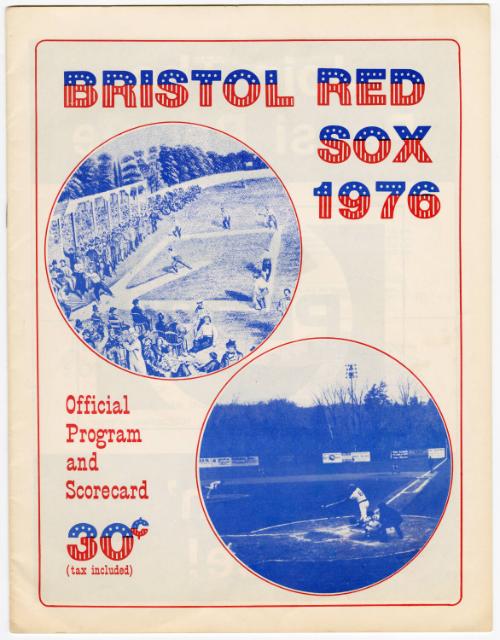 BRISTOL RED
SOX
1976
Official
Program
and
Scorecard
30¢
(tax included)